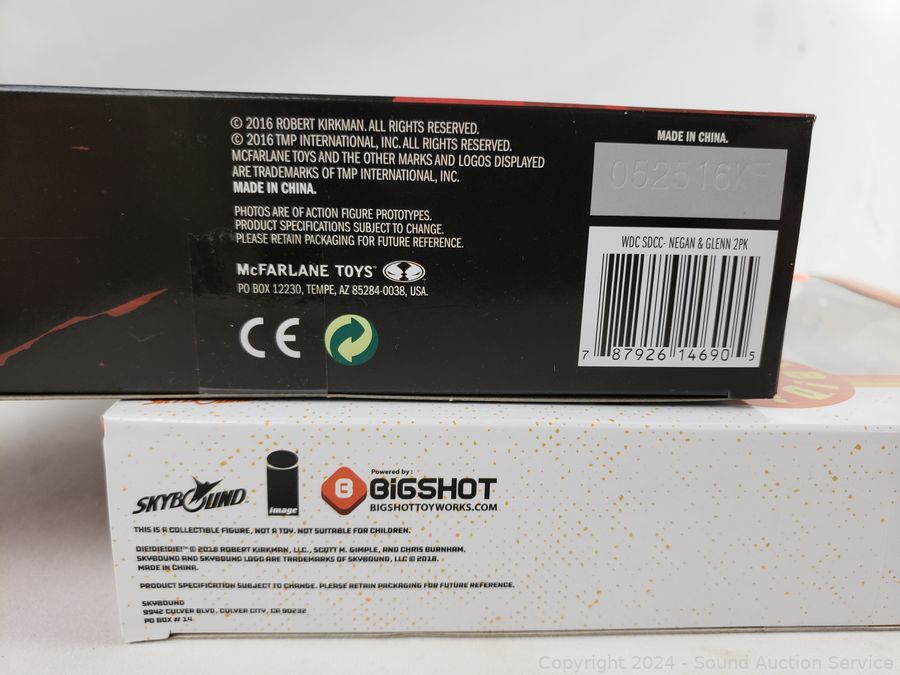 © 2016 ROBERT KIRKMAN. ALL RIGHTS RESERVED.
© 2016 TMP INTERNATIONAL, INC. ALL RIGHTS RESERVED.
MCFARLANE TOYS AND THE OTHER MARKS AND LOGOS DISPLAYED
ARE TRADEMARKS OF TMP INTERNATIONAL, INC.
MADE IN CHINA.
PHOTOS ARE OF ACTION FIGURE PROTOTYPES.
PRODUCT SPECIFICATIONS SUBJECT TO CHANGE.
PLEASE RETAIN PACKAGING FOR FUTURE REFERENCE.
McFARLANE TOYS™
PO BOX 12230, TEMPE, AZ 85284-0038, USA.
CE
MADE IN CHINA.
052516
WDC SDCC- NEGAN & GLENN 2PK
7 87926 14690 5
SKYBOUND
image
Powered by:
B BIGSHOT
BIGSHOTTOYWORKS.COM
THIS IS A COLLECTIBLE FIGURE, NOT A TOY. NOT SUITABLE FOR CHILDREN.
DIE!DIE!DIE!™ © 2018 ROBERT KIRKMAN, LLC., SCOTT M. GIMPLE, AND CHRIS BURNHAM.
SKYBOUND AND SKYBOUND LOGO ARE TRADEMARKS OF SKYBOUND, LLC © 2018.
MADE IN CHINA.
PRODUCT SPECIFICATION SUBJECT TO CHANGE. PLEASE RETAIN PACKAGING FOR FUTURE REFERENCE.
SKYBOUND
9942 CULVER BLVD, CULVER CITY, CA 90232
PO BOX # 14
Copyright © 2024 - Sound Auction Service